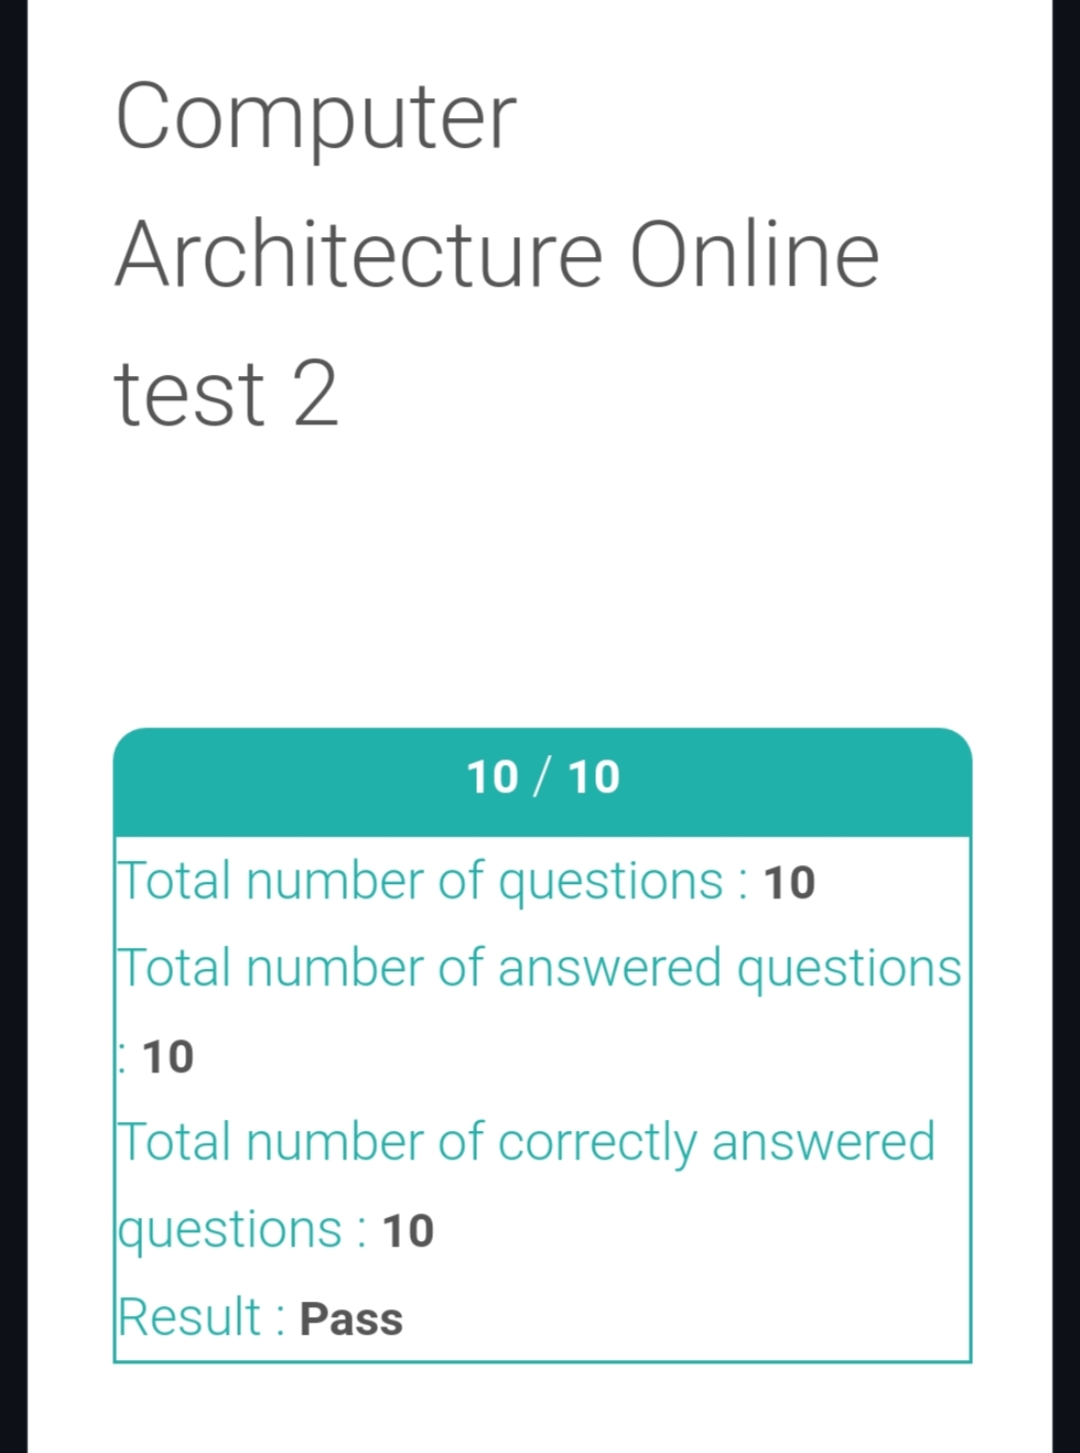 Computer
Architecture Online
test 2
10 / 10
Total number of questions : 10
Total number of answered questions
: 10
Total number of correctly answered
questions : 10
Result : Pass